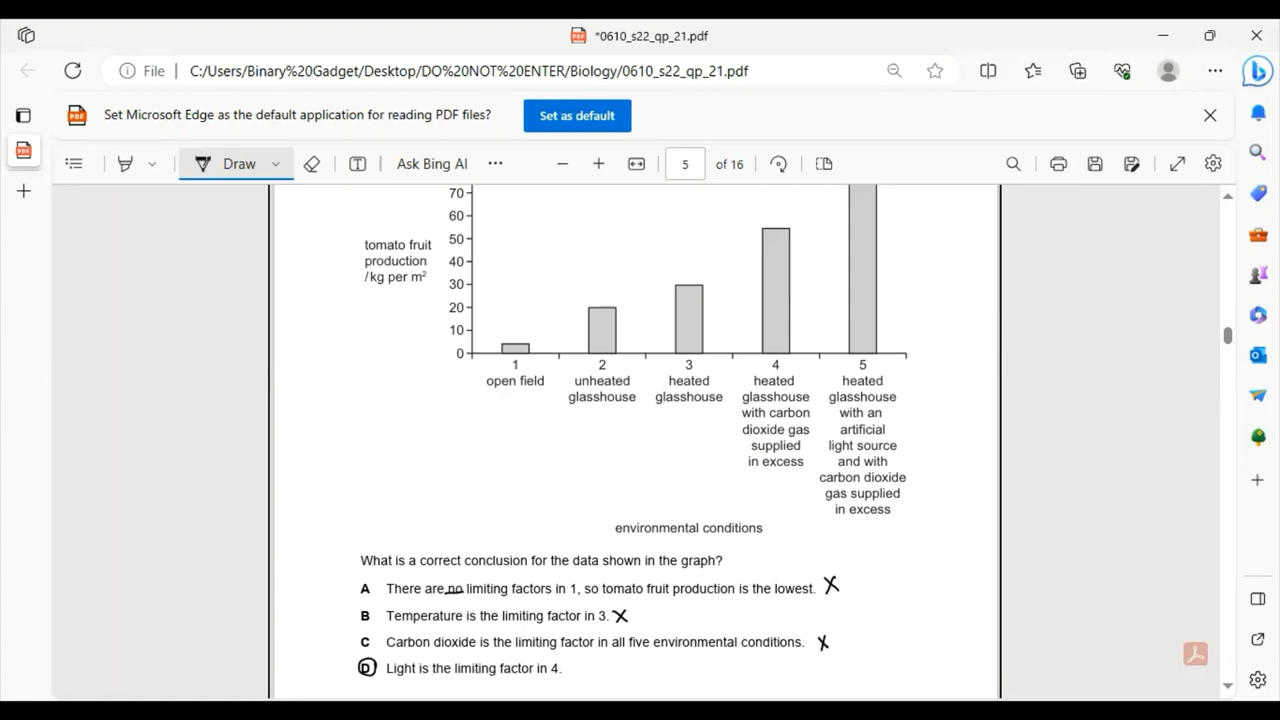 *0610_s22_qp_21.pdf
File C:/Users/Binary%20Gadget/Desktop/DO%20NOT%20ENTER/Biology/0610_s22_qp_21.pdf
Set Microsoft Edge as the default application for reading PDF files? Set as default
Draw Ask Bing AI 5 of 16
70
60
50
40
30
20
10
0
tomato fruit
production
/kg per m²
1 2 3 4 5
open field
unheated
glasshouse
heated
glasshouse
heated
glasshouse
with carbon
dioxide gas
supplied
in excess
heated
glasshouse
with an
artificial
light source
and with
carbon dioxide
gas supplied
in excess
environmental conditions
What is a correct conclusion for the data shown in the graph?
A There are no limiting factors in 1, so tomato fruit production is the lowest.
B Temperature is the limiting factor in 3.
C Carbon dioxide is the limiting factor in all five environmental conditions.
D Light is the limiting factor in 4.